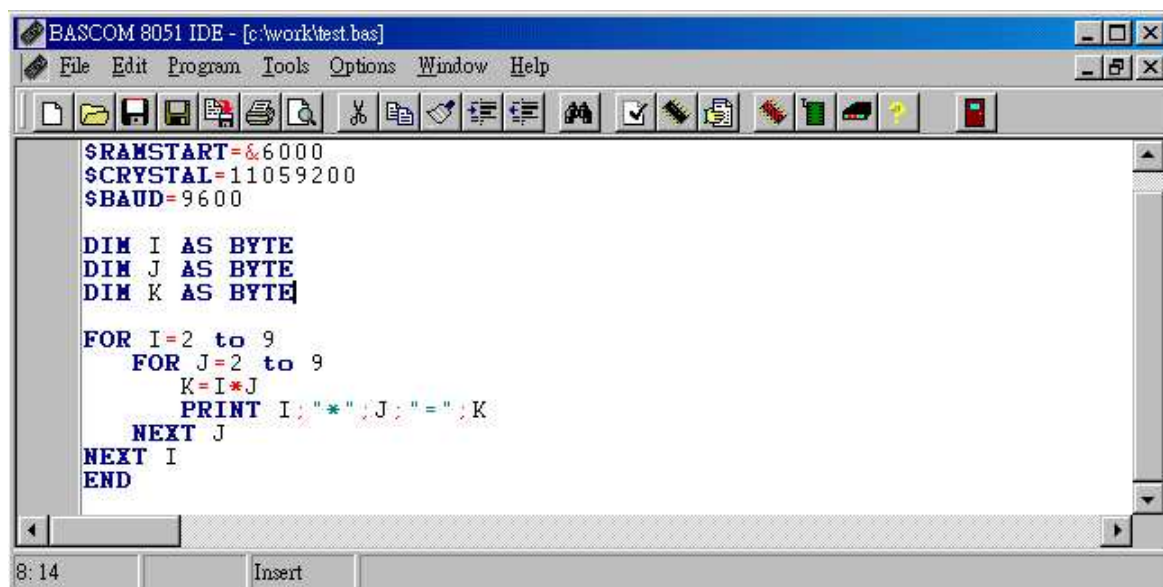 BASCOM 8051 IDE - [c:\work\test.bas]
File Edit Program Tools Options Window Help
$RAMSTART=&6000
$CRYSTAL=11059200
$BAUD=9600
DIM I AS BYTE
DIM J AS BYTE
DIM K AS BYTE
FOR I=2 to 9
FOR J=2 to 9
K=I*J
PRINT I;"*";J;"=";K
NEXT J
NEXT I
END
8:14 Insert